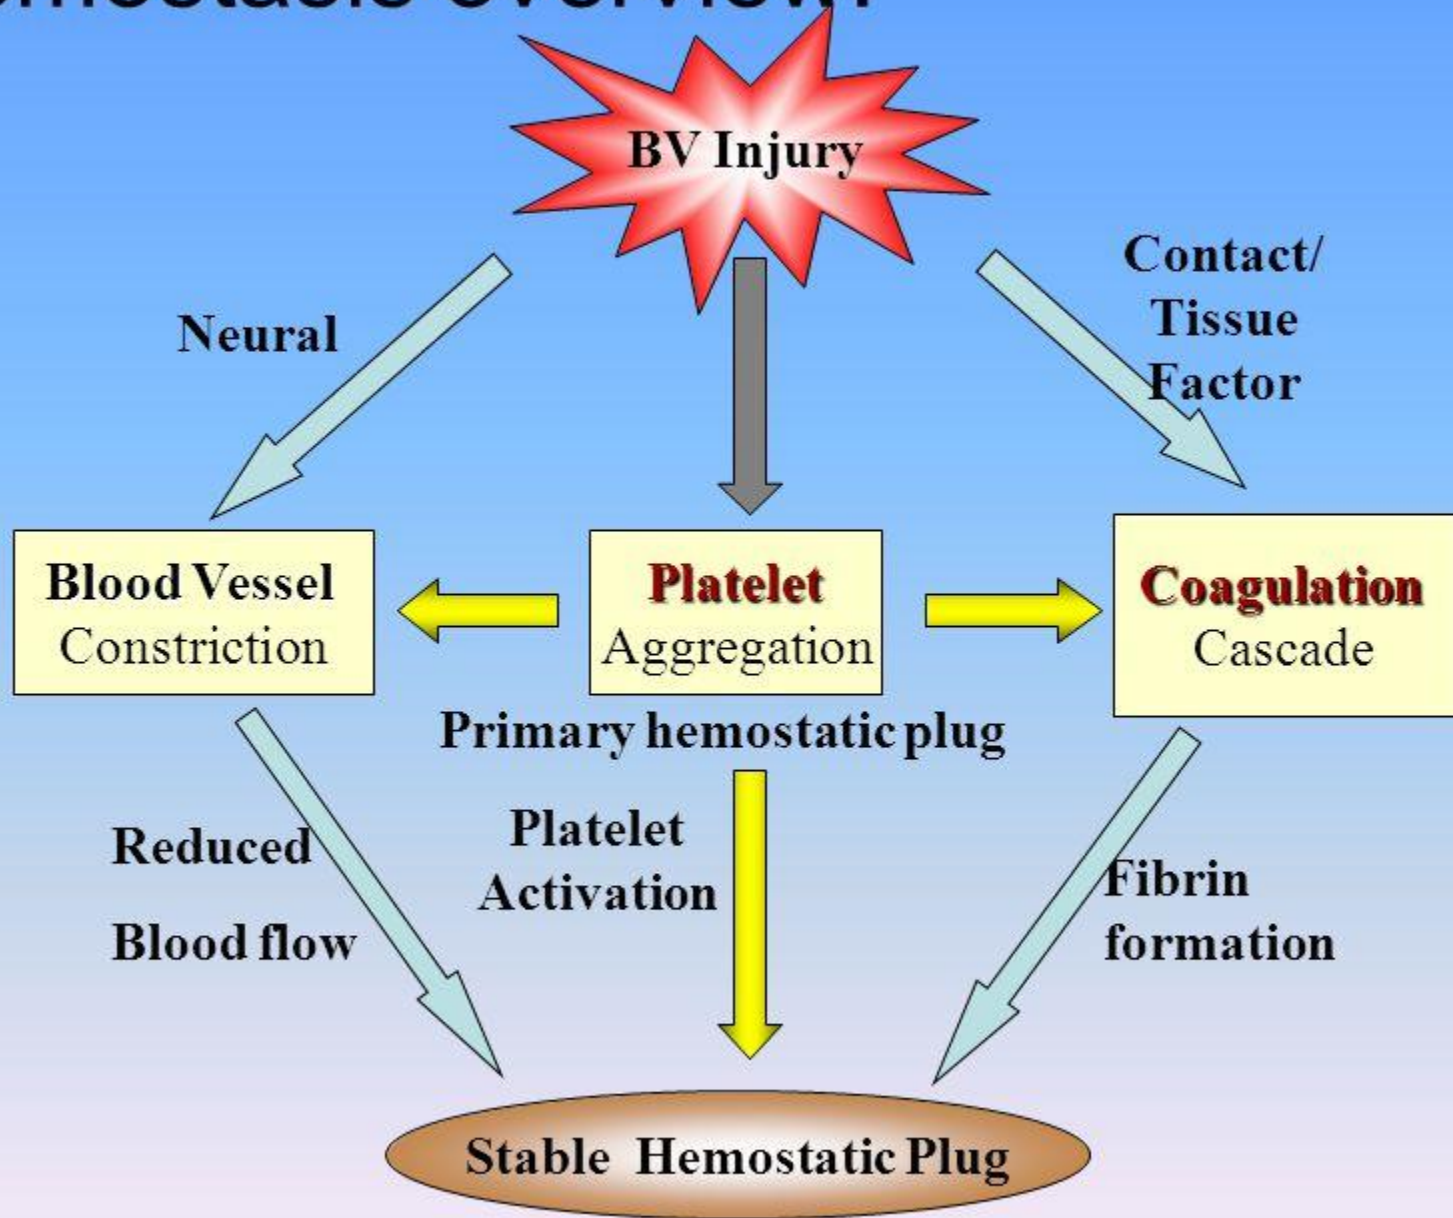 overview:
BV Injury
Neural
Contact/
Tissue
Factor
Blood Vessel
Constriction
Platelet
Aggregation
Coagulation
Cascade
Primary hemostatic plug
Reduced
Blood flow
Platelet
Activation
Fibrin
formation
Stable Hemostatic Plug